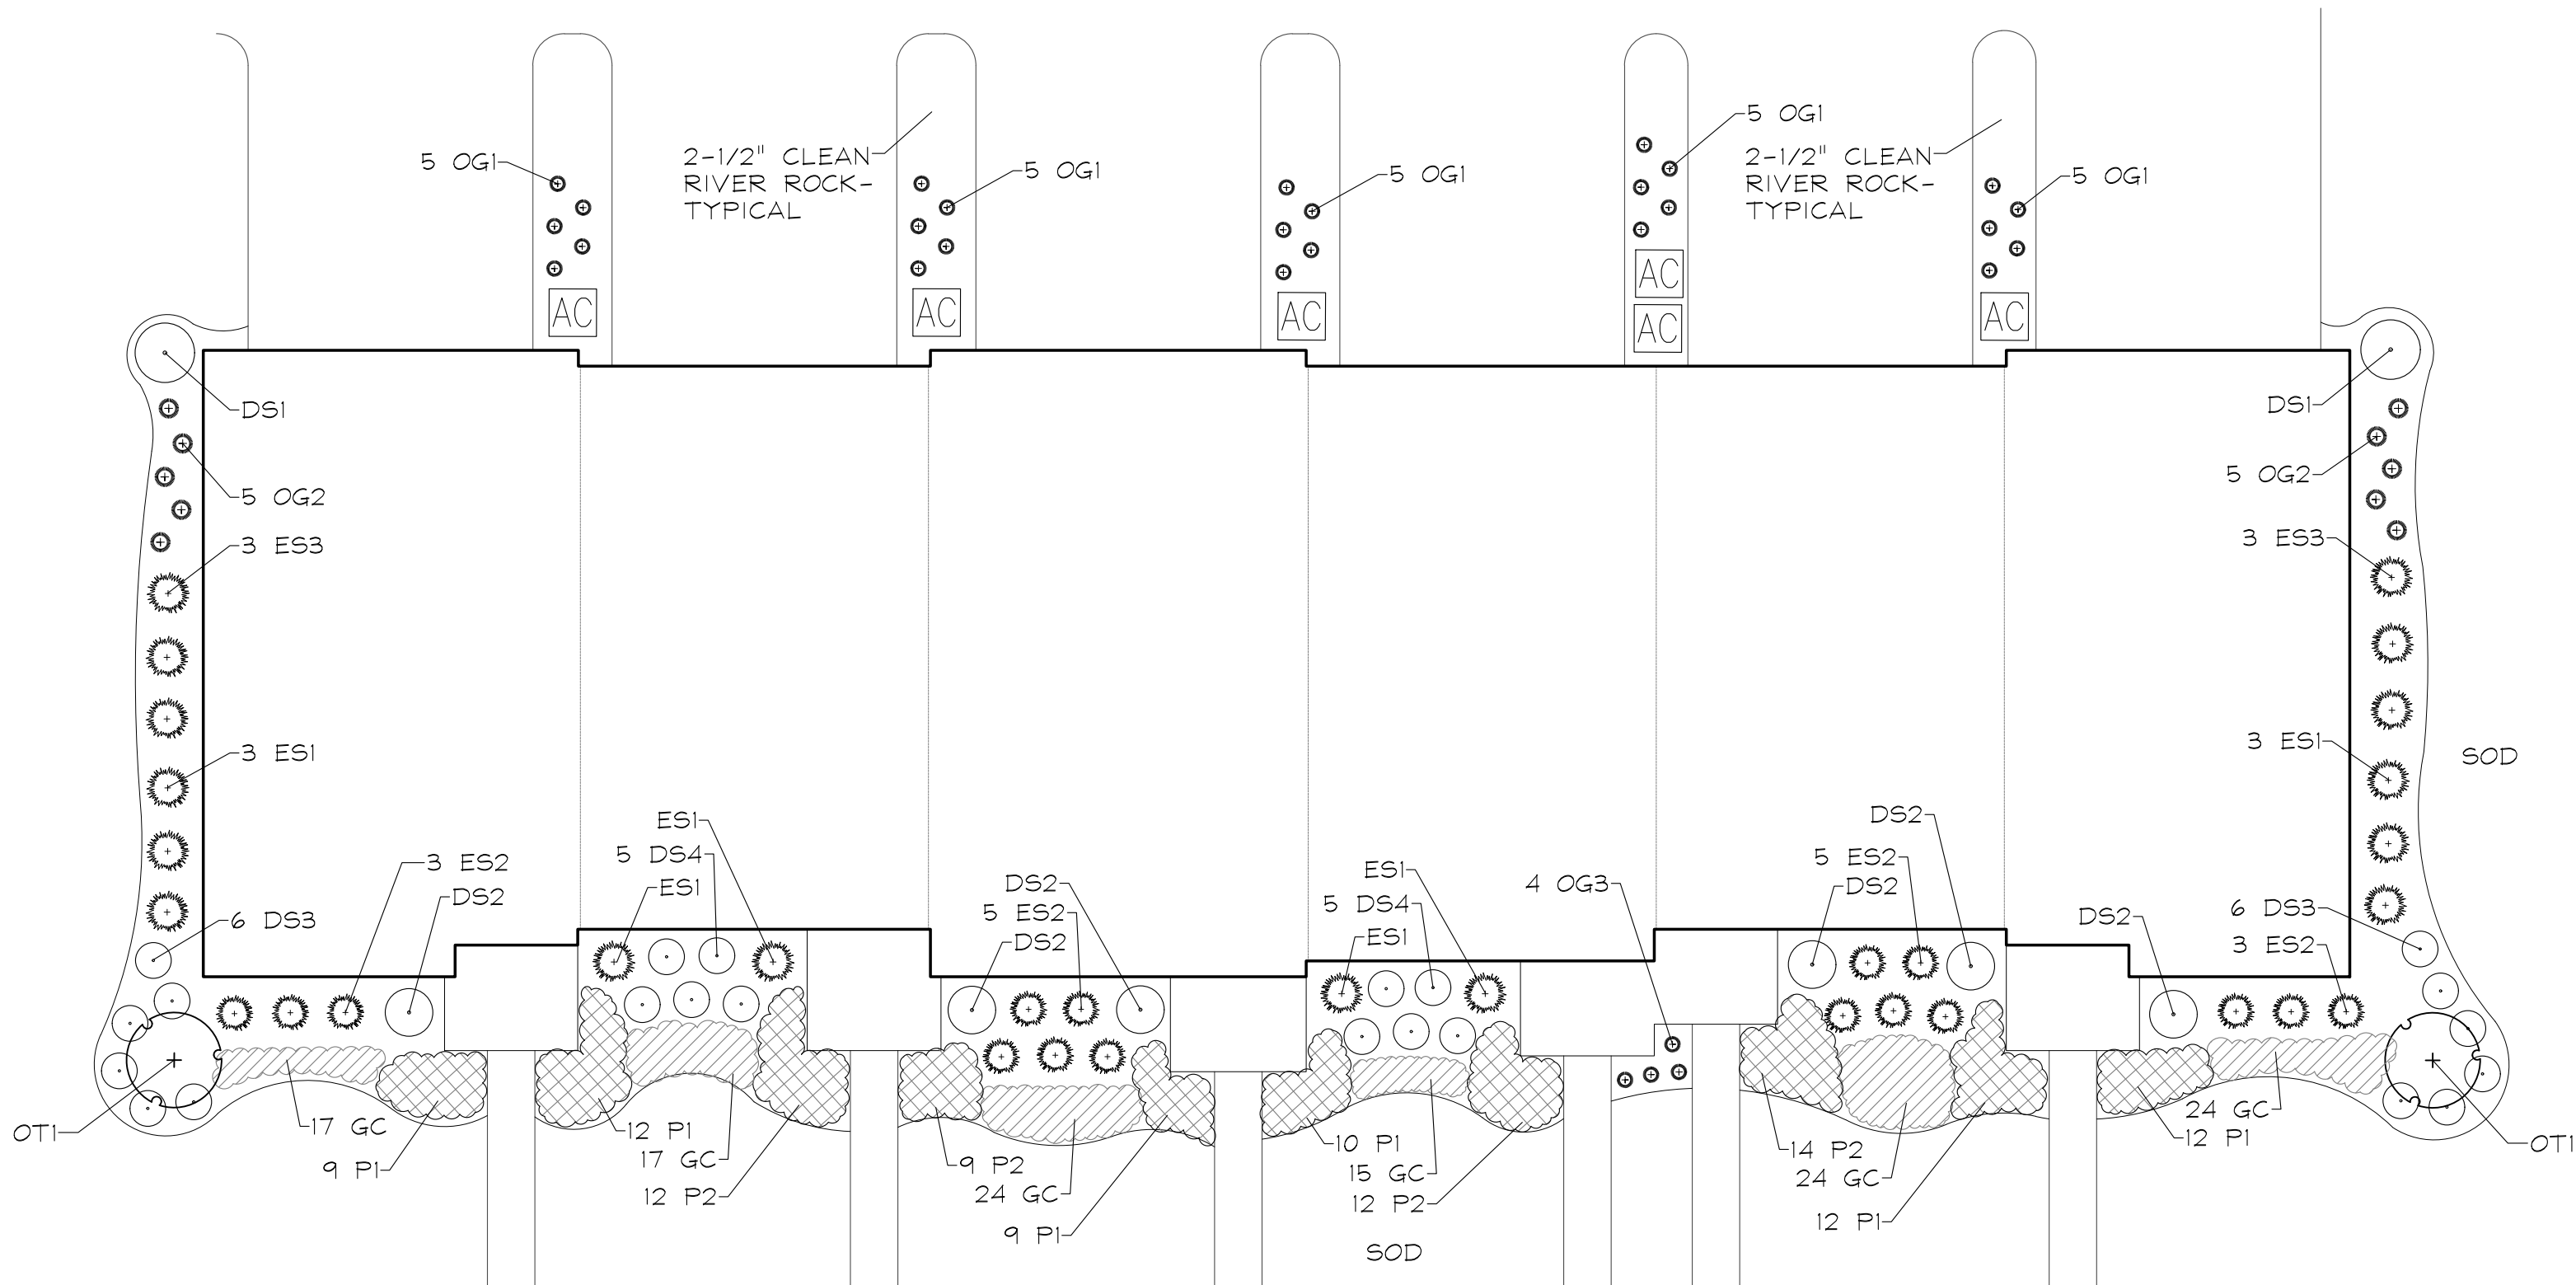 5 OG1
2-1/2" CLEAN
RIVER ROCK-
TYPICAL
5 OG1
5 OG1
5 OG1
2-1/2" CLEAN
RIVER ROCK-
TYPICAL
5 OG1
AC
AC
AC
AC
AC
AC
DS1
5 OG2
3 ES3
3 ES1
6 DS3
3 ES2
DS2
ES1
5 DS4
ES1
DS2
5 ES2
DS2
ES1
5 DS4
ES1
4 OG3
DS2
5 ES2
DS2
DS1
5 OG2
3 ES3
3 ES1
SOD
DS2
6 DS3
3 ES2
OT1
17 GC
9 P1
12 P1
17 GC
12 P2
9 P2
24 GC
9 P1
10 P1
15 GC
12 P2
SOD
14 P2
24 GC
12 P1
24 GC
12 P1
OT1